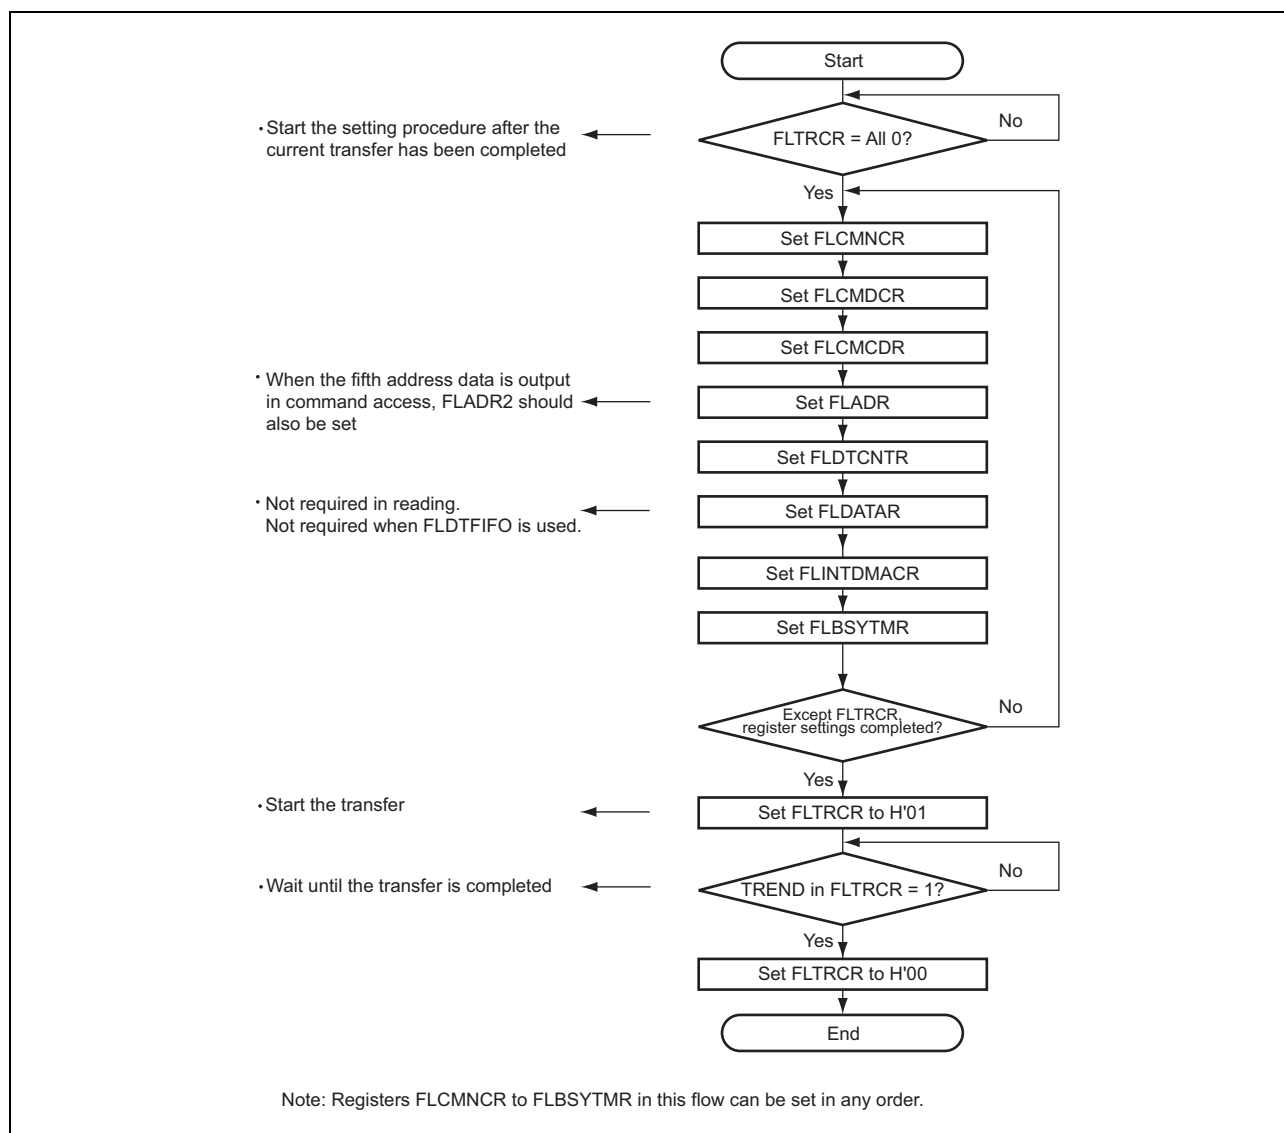 Start
No
• Start the setting procedure after the
current transfer has been completed
FLTRCR = All 0?
Yes
Set FLCMNCR
Set FLCMDCR
Set FLCMCDR
• When the fifth address data is output
in command access, FLADR2 should
also be set
Set FLADR
Set FLDTCNTR
• Not required in reading.
Not required when FLDTFIFO is used.
Set FLDATAR
Set FLINTDMACR
Set FLBSYTMR
No
Except FLTRCR,
register settings completed?
Yes
• Start the transfer
Set FLTRCR to H'01
No
• Wait until the transfer is completed
TREND in FLTRCR = 1?
Yes
Set FLTRCR to H'00
End
Note: Registers FLCMNCR to FLBSYTMR in this flow can be set in any order.